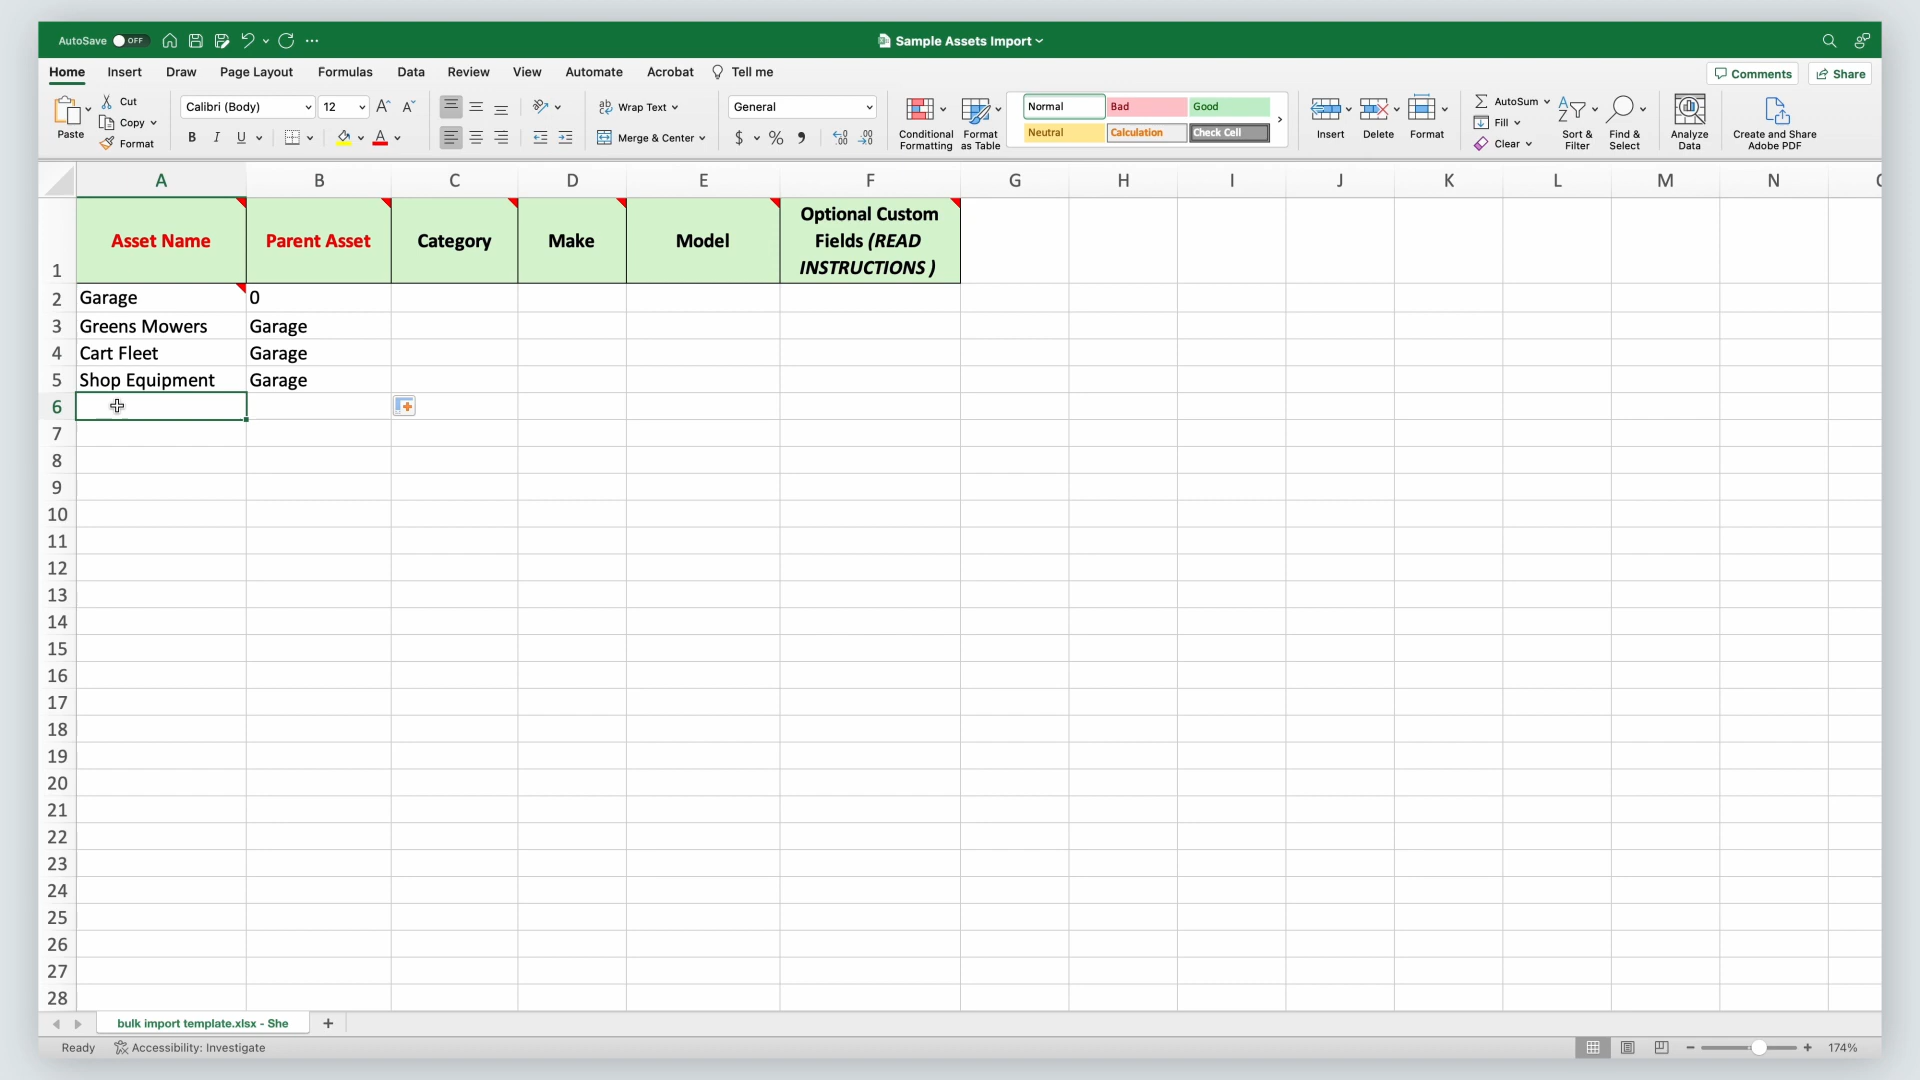 AutoSave OFF
Sample Assets Import
Home Insert Draw Page Layout Formulas Data Review View Automate Acrobat Tell me
Comments Share
Paste
Cut
Copy
Format
Calibri (Body) 12
B I U
Wrap Text
Merge & Center
General
$ %
Conditional
Formatting
Format
as Table
Normal Bad Good
Neutral Calculation Check Cell
Insert Delete Format
AutoSum
Fill
Clear
Sort &
Filter
Find &
Select
Analyze
Data
Create and Share
Adobe PDF
A B C D E F G H I J K L M N
1 Asset Name Parent Asset Category Make Model
Optional Custom
Fields (READ
INSTRUCTIONS )
2 Garage 0
3 Greens Mowers Garage
4 Cart Fleet Garage
5 Shop Equipment Garage
6
7
8
9
10
11
12
13
14
15
16
17
18
19
20
21
22
23
24
25
26
27
28
bulk import template.xlsx - She
Ready Accessibility: Investigate
174%